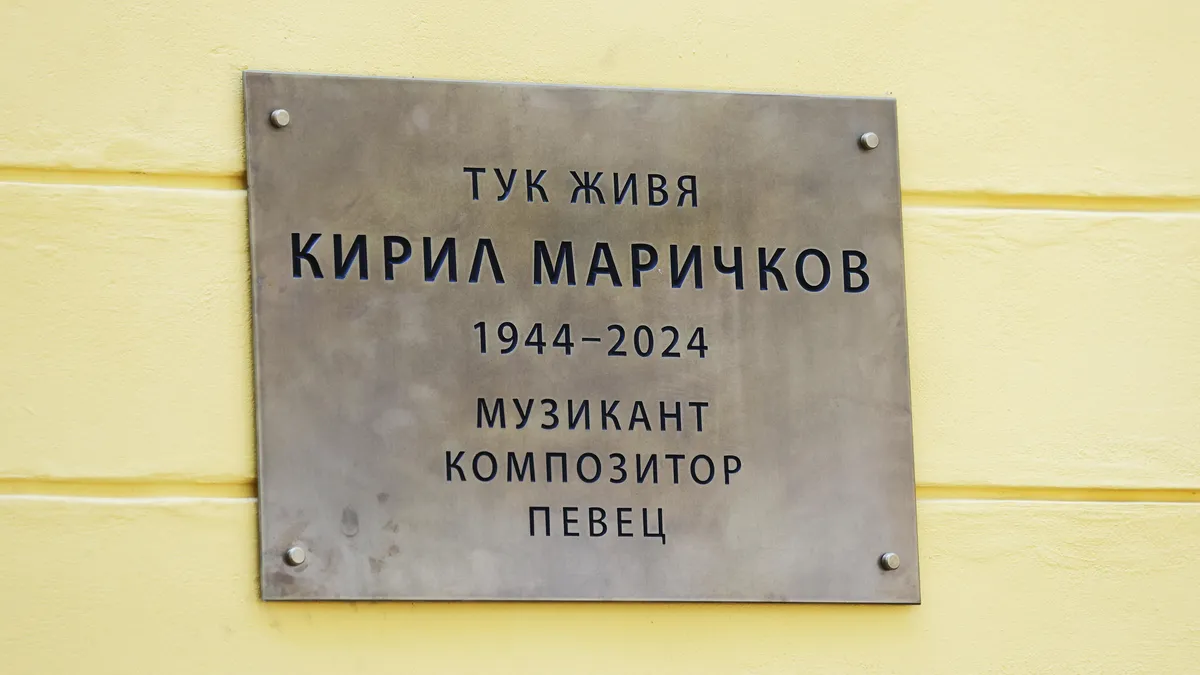 ТУК ЖИВЯ
КИРИЛ МАРИЧКОВ
1944–2024
МУЗИКАНТ
КОМПОЗИТОР
ПЕВЕЦ